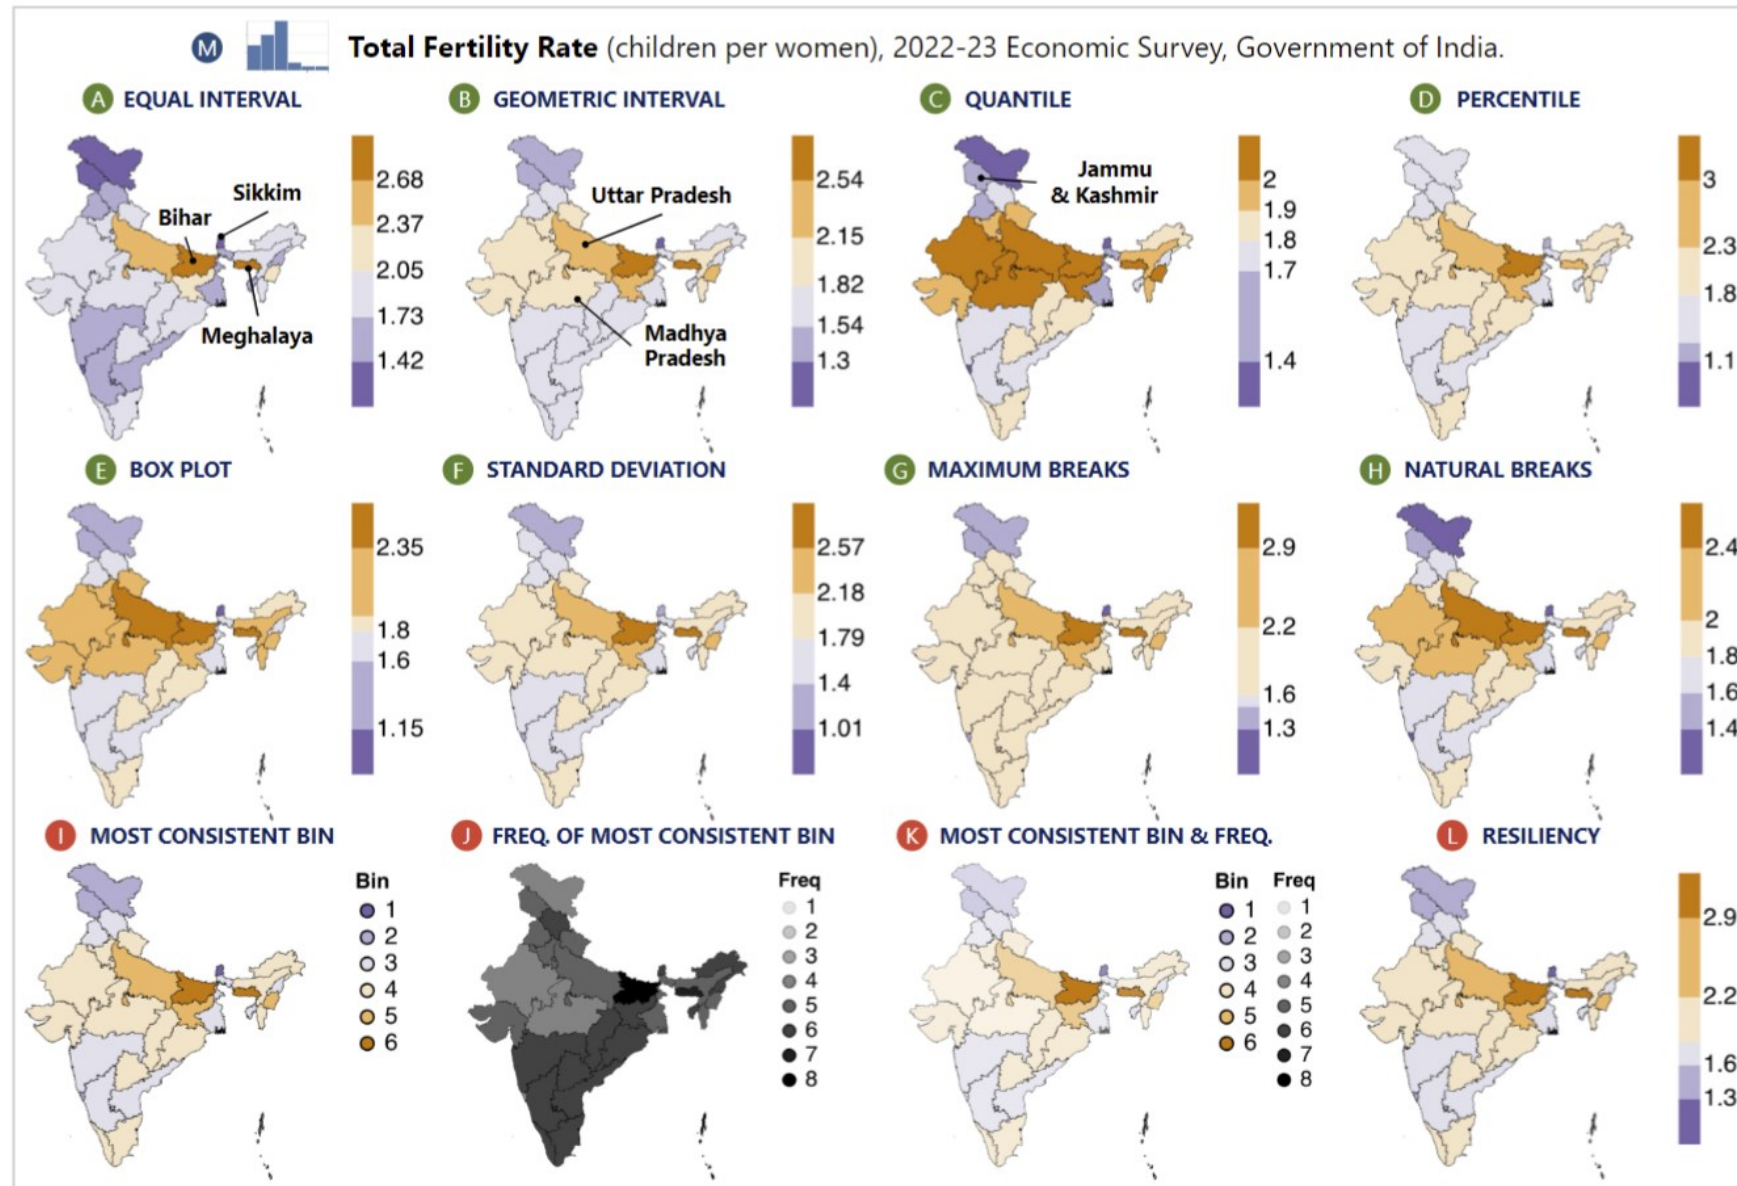 M Total Fertility Rate (children per women), 2022-23 Economic Survey, Government of India.
A EQUAL INTERVAL
Sikkim
Bihar
Meghalaya
2.68
2.37
2.05
1.73
1.42
B GEOMETRIC INTERVAL
Uttar Pradesh
Madhya
Pradesh
2.54
2.15
1.82
1.54
1.3
C QUANTILE
Jammu
& Kashmir
2
1.9
1.8
1.7
1.4
D PERCENTILE
3
2.3
1.8
1.1
E BOX PLOT
2.35
1.8
1.6
1.15
F STANDARD DEVIATION
2.57
2.18
1.79
1.4
1.01
G MAXIMUM BREAKS
2.9
2.2
1.6
1.3
H NATURAL BREAKS
2.4
2
1.8
1.6
1.4
I MOST CONSISTENT BIN
Bin
1
2
3
4
5
6
J FREQ. OF MOST CONSISTENT BIN
Freq
1
2
3
4
5
6
7
8
K MOST CONSISTENT BIN & FREQ.
Bin Freq
1 1
2 2
3 3
4 4
5 5
6 6
7
8
L RESILIENCY
2.9
2.2
1.6
1.3